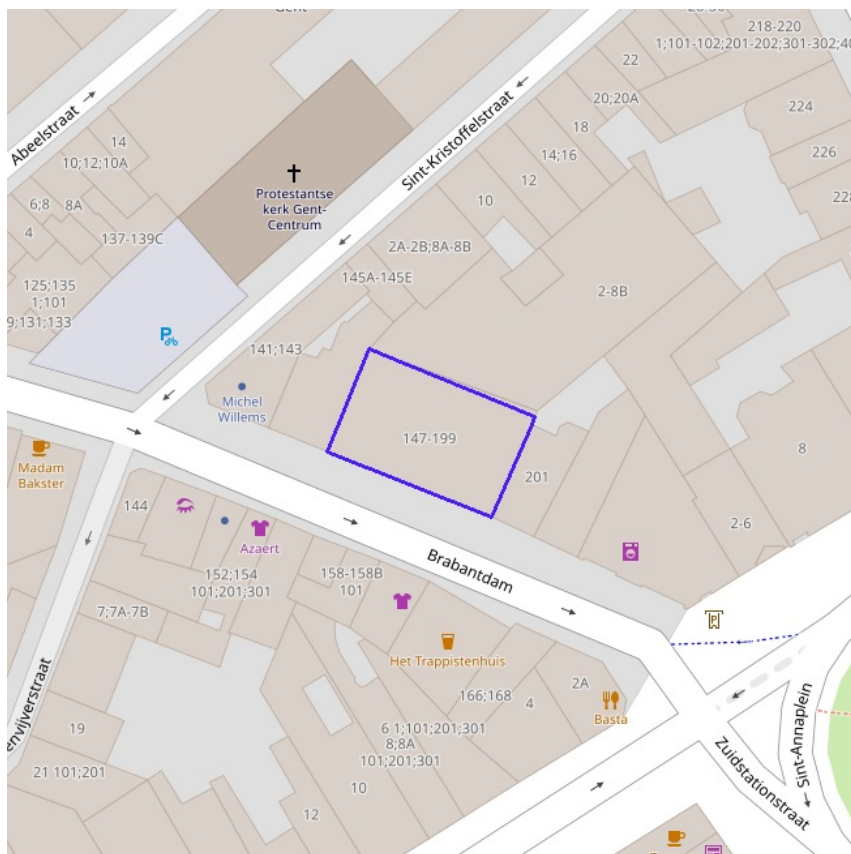 Gent
26-30
218-220
1;101-102;201-202;301-302;40
22
20;20A
224
Abeelstraat
14
10;12;10A
Sint-Kristoffelstraat
18
14;16
226
12
Protestantse
kerk Gent-
Centrum
6;8
8A
10
228
4
137-139C
2A-2B;8A-8B
145A-145E
125;135
1;101
9;131;133
2-8B
141;143
Michel
Willems
147-199
201
8
Madam
Bakster
144
2-6
Azaert
Brabantdam
152;154
101;201;301
158-158B
101
7;7A-7B
Het Trappistenhuis
166;168
4
2A
Basta
envijverstraat
19
6 1;101;201;301
8;8A
101;201;301
21 101;201
10
12
Sint-Annaplein
Zuidstationstraat
P
P